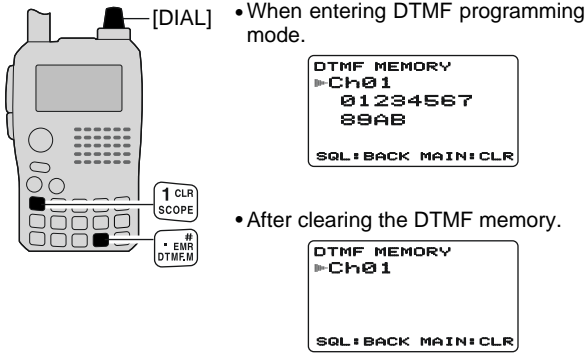 [DIAL]
1 CLR
SCOPE
. # EMR
DTMF.M
• When entering DTMF programming
mode.
DTMF MEMORY
Ch01
01234567
89AB
SQL:BACK MAIN:CLR
• After clearing the DTMF memory.
DTMF MEMORY
Ch01
SQL:BACK MAIN:CLR